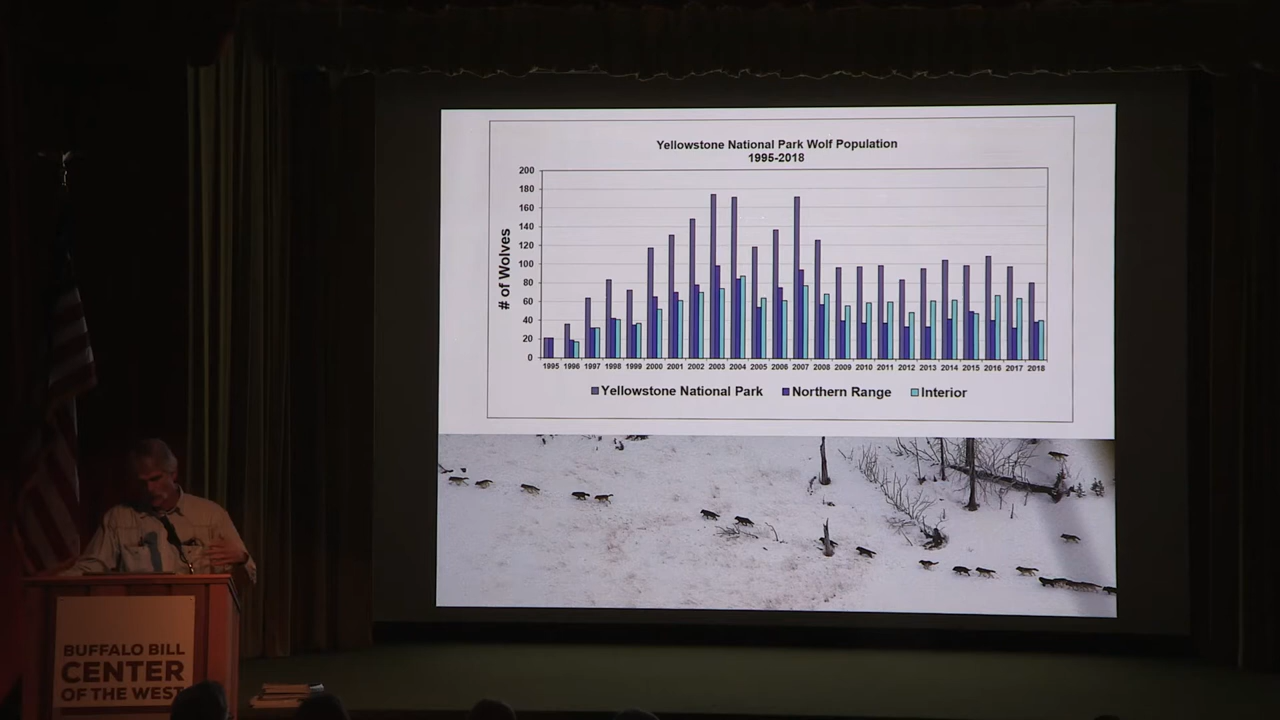 Yellowstone National Park Wolf Population
1995-2018
200
180
160
140
120
100
80
60
40
20
0
# of Wolves
1995 1996 1997 1998 1999 2000 2001 2002 2003 2004 2005 2006 2007 2008 2009 2010 2011 2012 2013 2014 2015 2016 2017 2018
Yellowstone National Park Northern Range Interior
BUFFALO BILL
CENTER
OF THE WEST